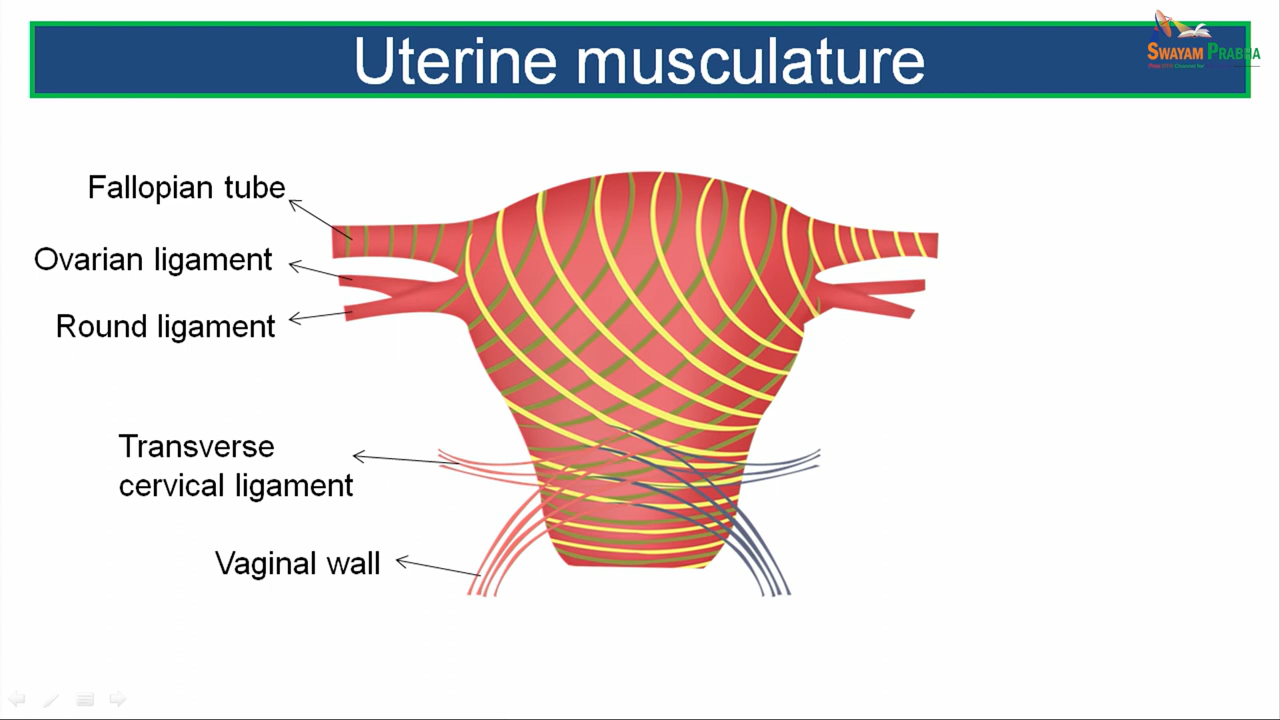 Uterine musculature
SWAYAM PRABHA
Fallopian tube
Ovarian ligament
Round ligament
Transverse
cervical ligament
Vaginal wall